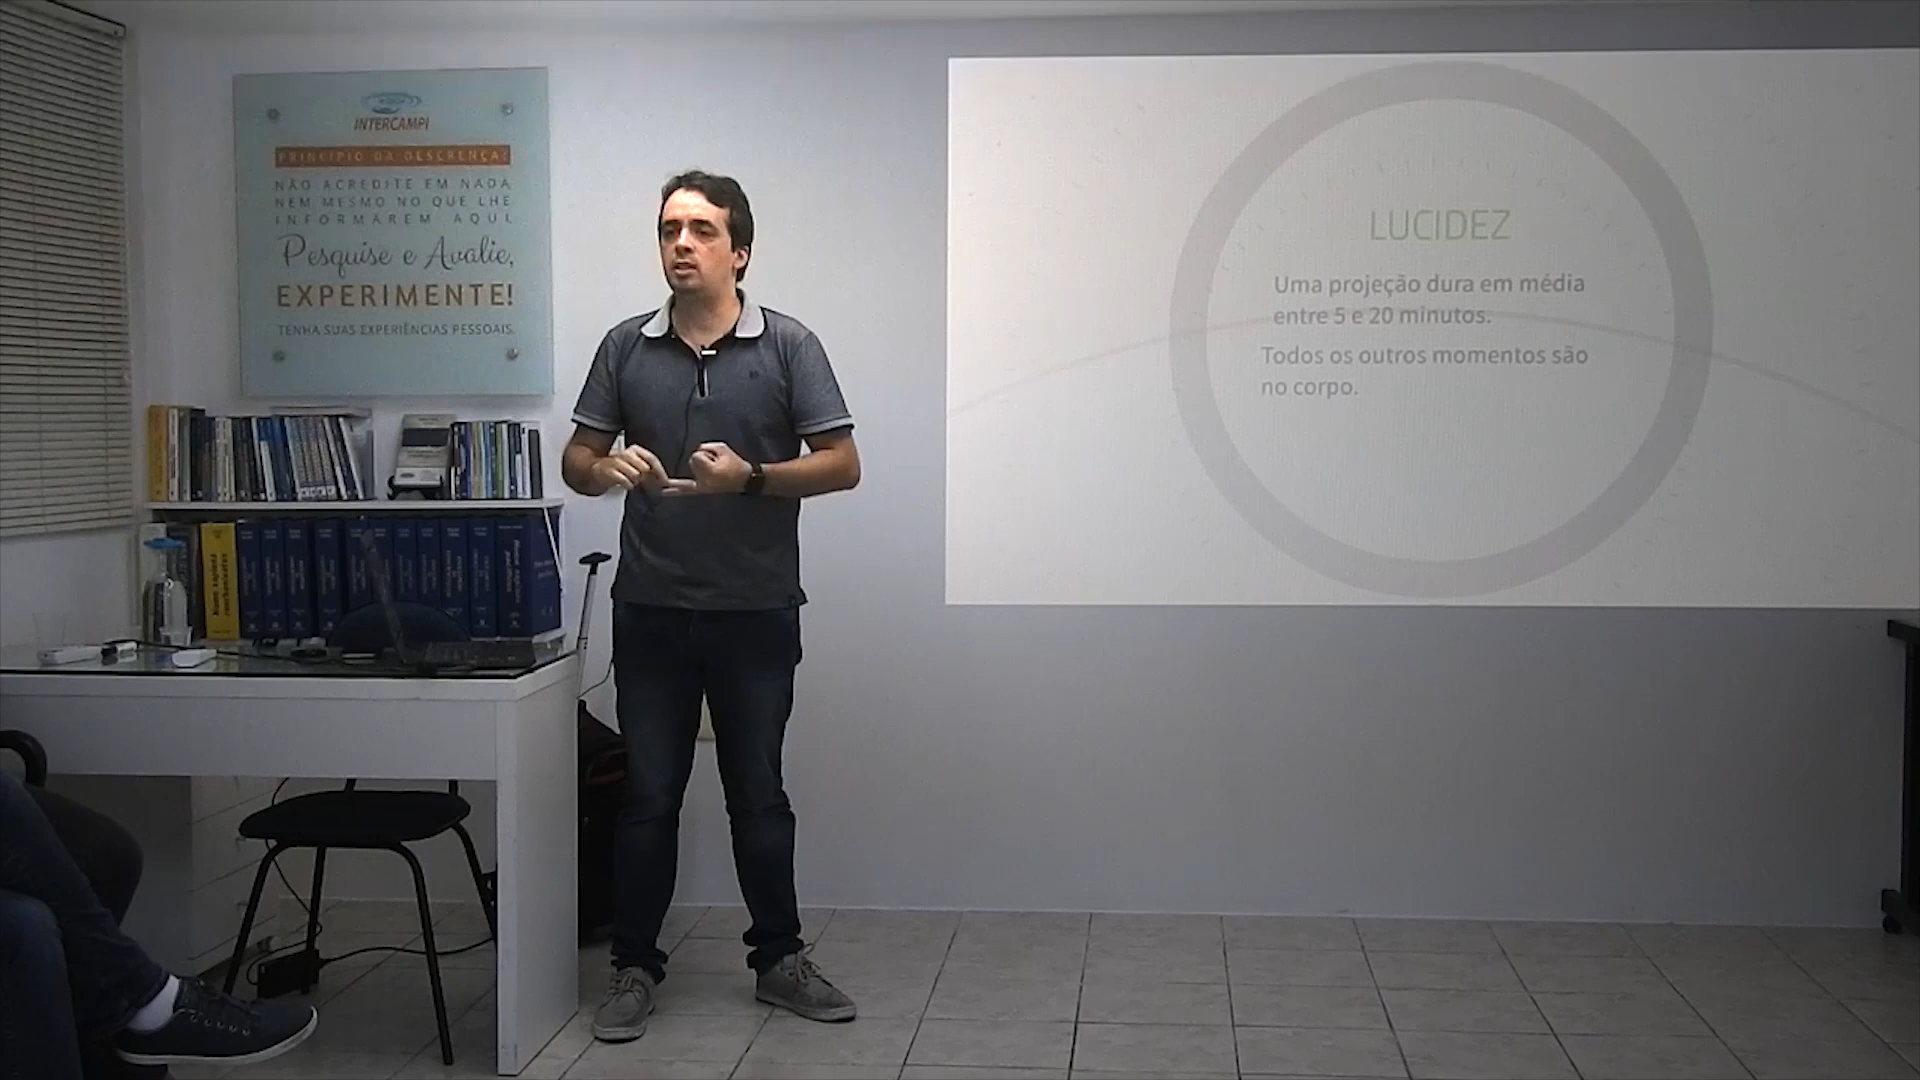 INTERCAMPI
PRINCÍPIO DA DESCRENÇA:
NÃO ACREDITE EM NADA
NEM MESMO NO QUE LHE
INFORMAREM AQUI.
Pesquise e Avalie,
EXPERIMENTE!
TENHA SUAS EXPERIÊNCIAS PESSOAIS.
LUCIDEZ
Uma projeção dura em média
entre 5 e 20 minutos.
Todos os outros momentos são
no corpo.
Homo sapiens